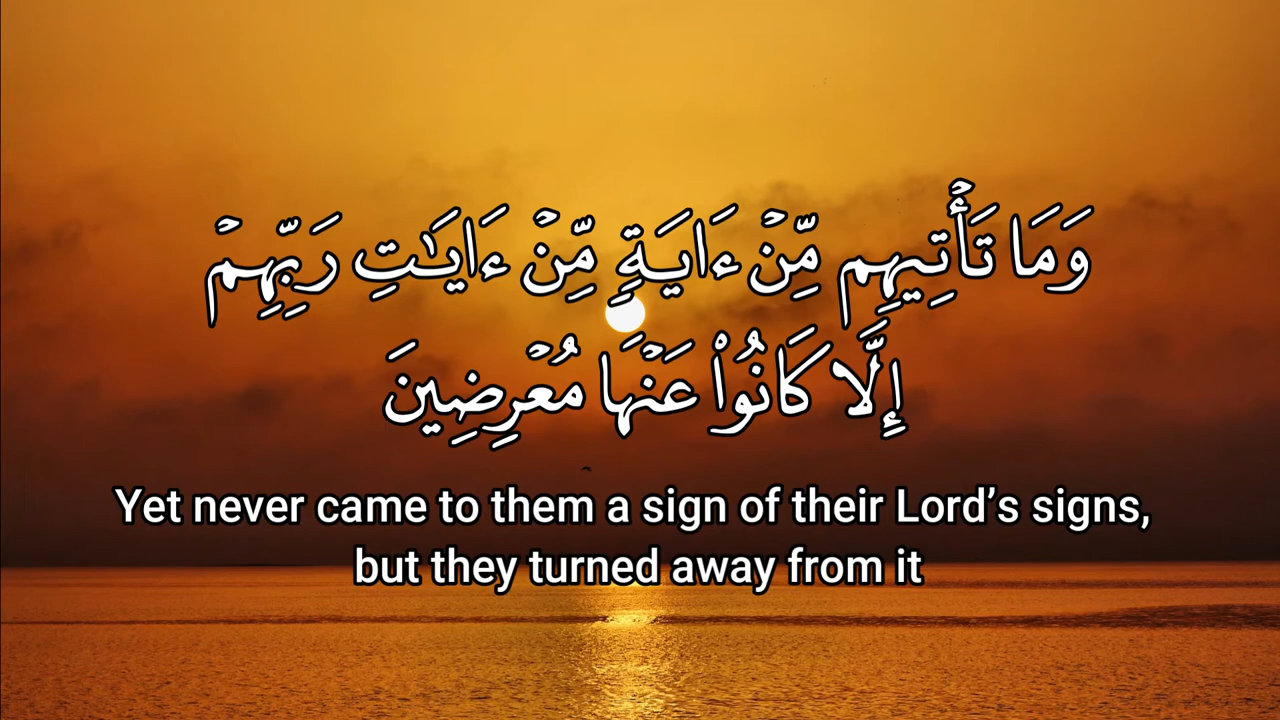 وَمَا تَأۡتِيهِم مِّنۡ ءَايَةٖ مِّنۡ ءَايَٰتِ رَبِّهِمۡ
إِلَّا كَانُواْ عَنۡهَا مُعۡرِضِينَ
Yet never came to them a sign of their Lord’s signs,
but they turned away from it